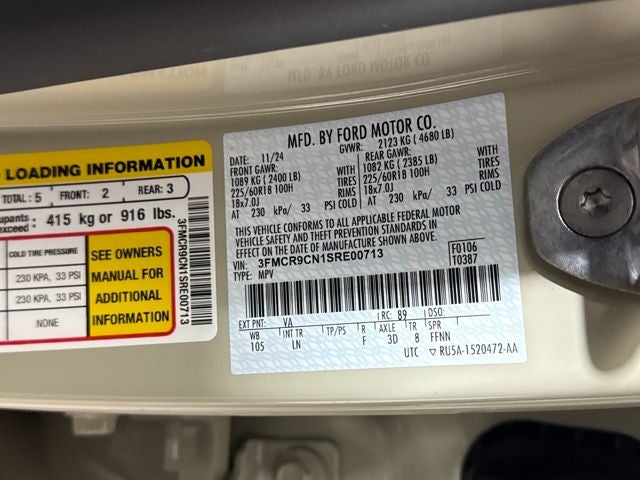 LOADING INFORMATION
TOTAL: 5 FRONT: 2 REAR: 3
upants exceed: 415 kg or 916 lbs.
COLD TIRE PRESSURE
230 KPA, 33 PSI
230 KPA, 33 PSI
NONE
SEE OWNERS
MANUAL FOR
ADDITIONAL
INFORMATION
3FMCR9CN1SRE00713
MFD. BY FORD MOTOR CO.
DATE: 11/24 GVWR: 2123 KG ( 4680 LB)
FRONT GAWR: REAR GAWR:
1089 KG ( 2400 LB) WITH 1082 KG ( 2385 LB) WITH
225/60R18 100H TIRES 225/60R18 100H TIRES
18x7.0J RIMS 18x7.0J RIMS
AT 230 kPa/ 33 PSI COLD AT 230 kPa/ 33 PSI COLD
THIS VEHICLE CONFORMS TO ALL APPLICABLE FEDERAL MOTOR
VEHICLE SAFETY AND THEFT PREVENTION STANDARDS IN EFFECT ON
THE DATE OF MANUFACTURE SHOWN ABOVE.
VIN: 3FMCR9CN1SRE00713 F0106
TYPE: MPV T0387
EXT PNT: VA RC: 89 DSO:
WB INT TR TP/PS R AXLE TR SPR
105 LN F 3D 8 FFNN
UTC ▽ RU5A-1520472-AA